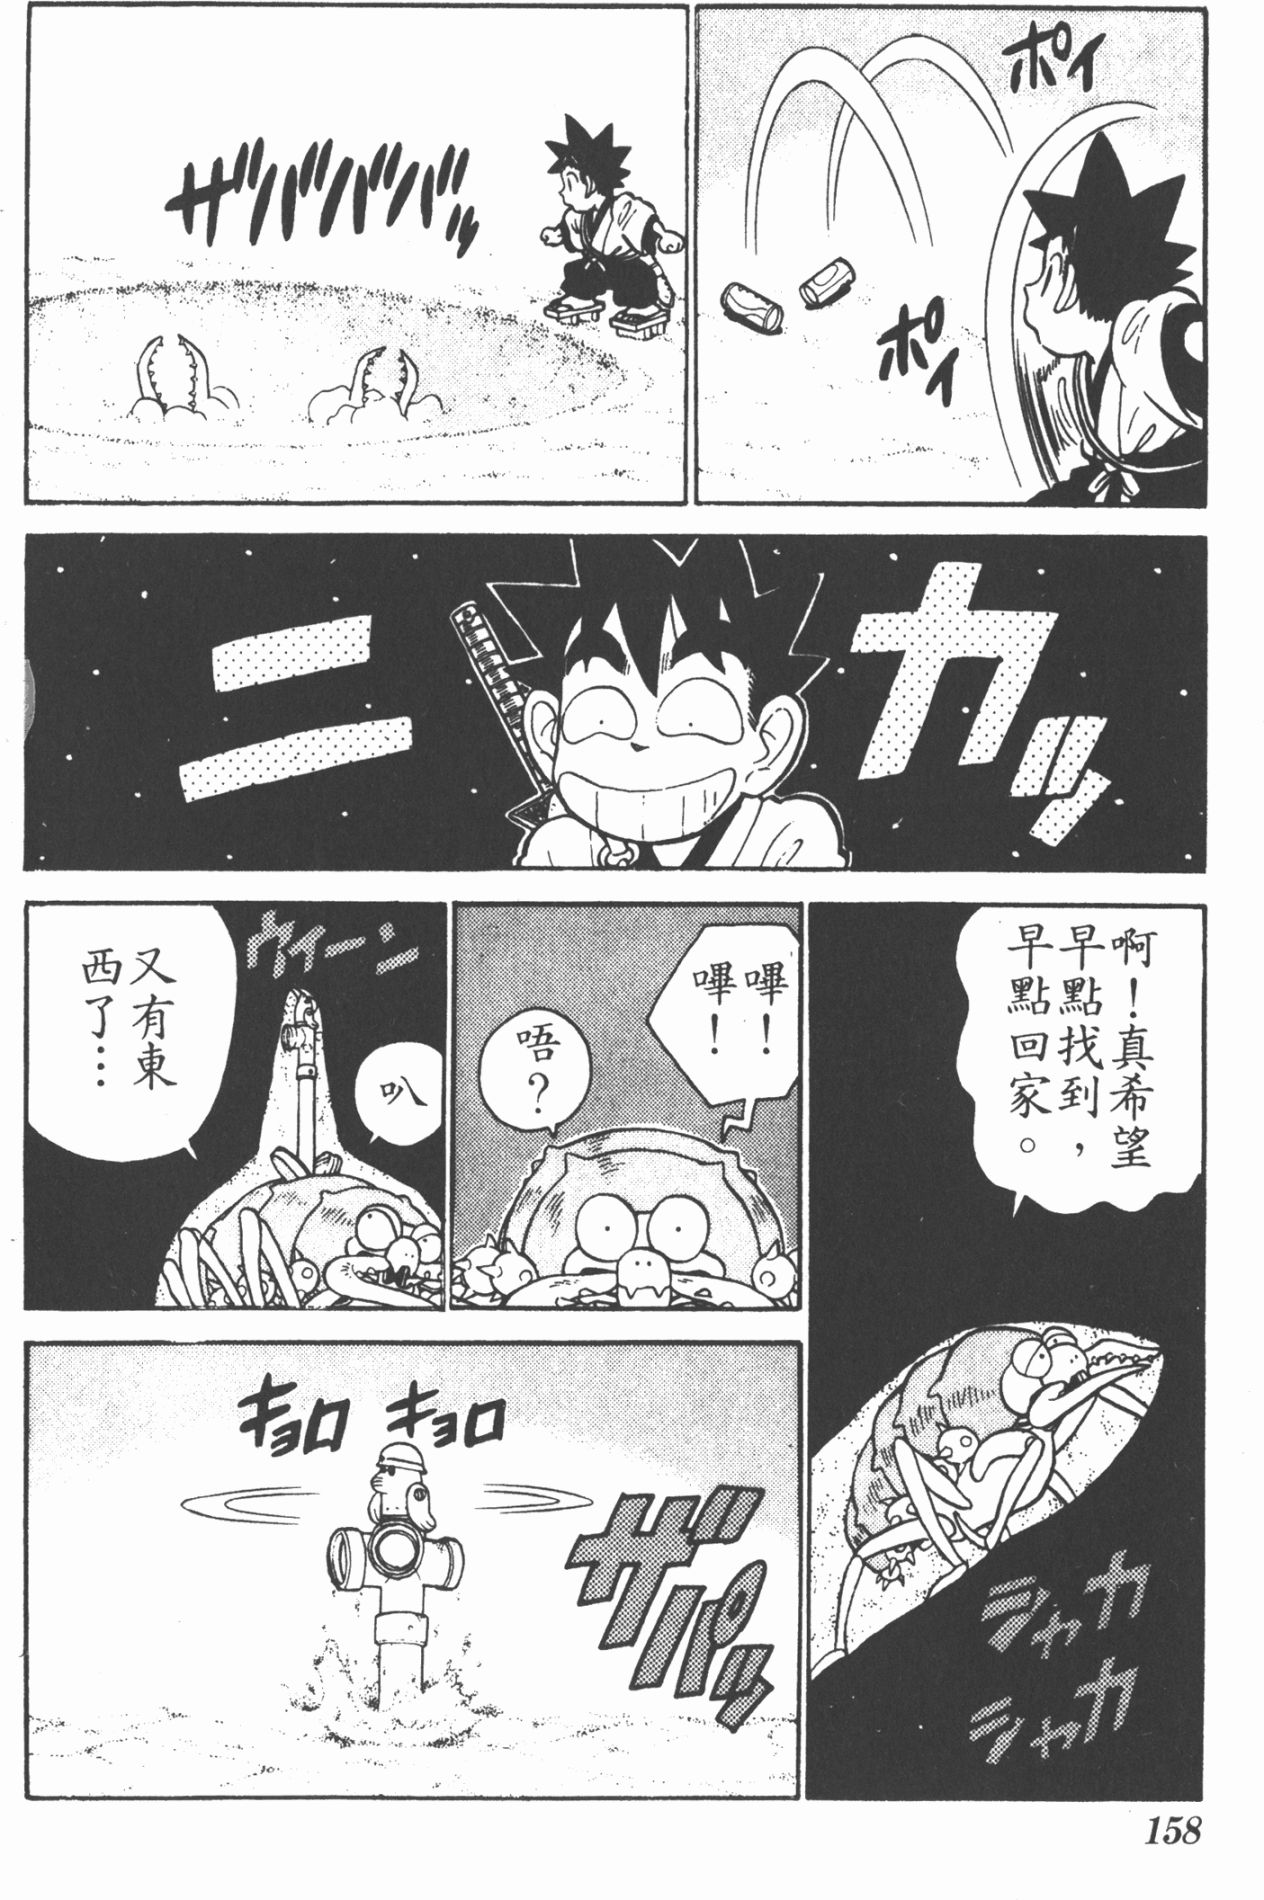 ポイ
ポイ
ザババババッ
ニカッ
啊！真希望
早點找到，
早點回家。
シャカ
シャカ
嗶！
嗶！
唔？
ウィーン
叭
又有東
西了…
キョロ
キョロ
ザパッ
158